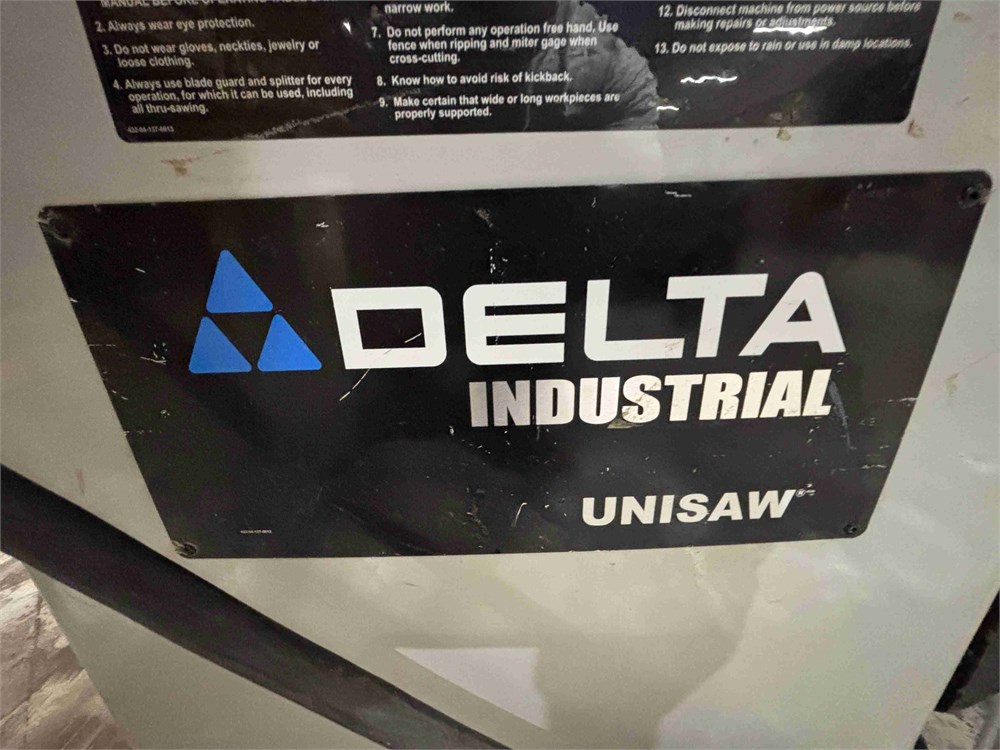 MANUAL BEFORE OPERATING TABLE
2. Always wear eye protection.
3. Do not wear gloves, neckties, jewelry or
loose clothing.
4. Always use blade guard and splitter for every
operation, for which it can be used, including
all thru-sawing.
narrow work.
7. Do not perform any operation free hand. Use
fence when ripping and miter gage when
cross-cutting.
8. Know how to avoid risk of kickback.
9. Make certain that wide or long workpieces are
properly supported.
12. Disconnect machine from power source before
making repairs or adjustments.
13. Do not expose to rain or use in damp locations.
DELTA
INDUSTRIAL
UNISAW